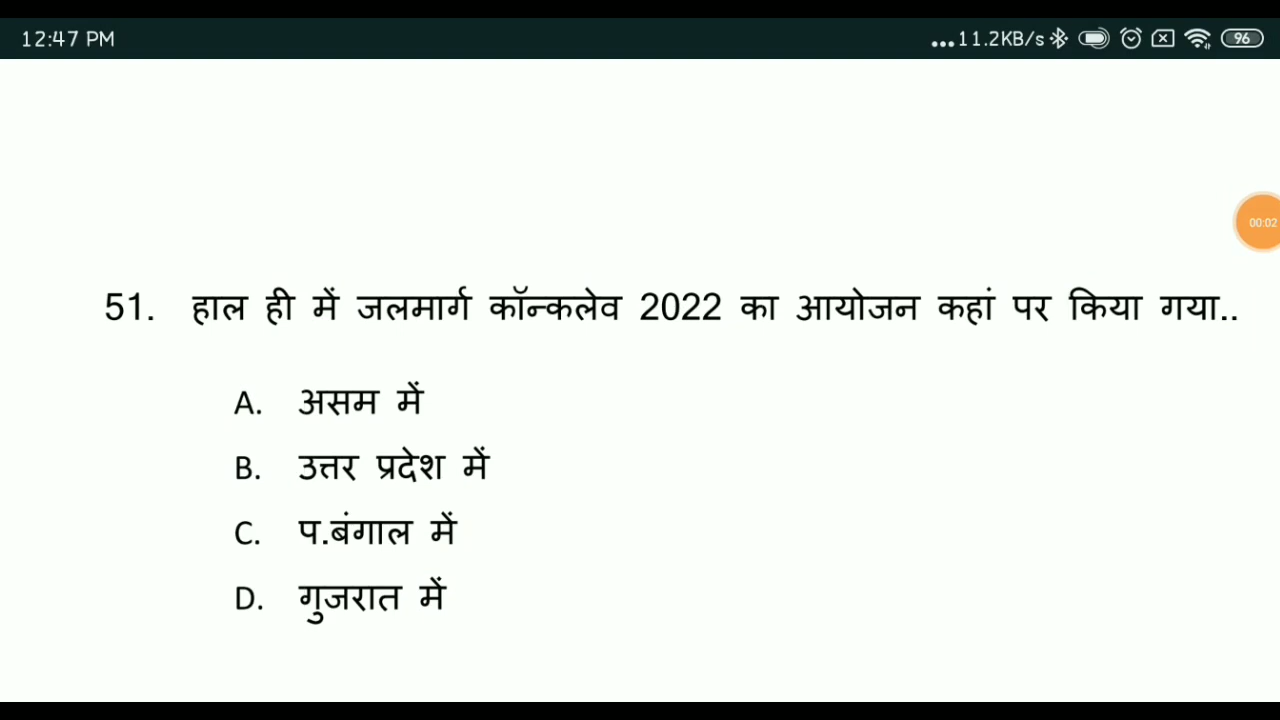 12:47 PM
...11.2KB/s 96
00:02
51. हाल ही में जलमार्ग कॉन्कलेव 2022 का आयोजन कहां पर किया गया..
A. असम में
B. उत्तर प्रदेश में
C. प.बंगाल में
D. गुजरात में